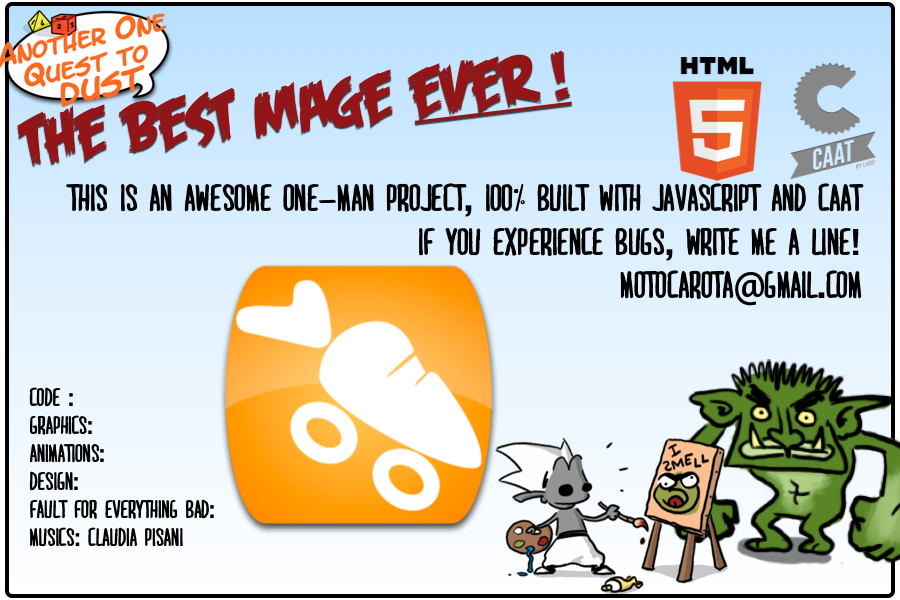 Another One
Quest to
Dust,
THE BEST MAGE EVER !
HTML
5
CAAT
BY LUDEI
THIS IS AN AWESOME ONE-MAN PROJECT, 100% BUILT WITH JAVASCRIPT AND CAAT
IF YOU EXPERIENCE BUGS, WRITE ME A LINE!
MOTOCAROTA@GMAIL.COM
CODE :
GRAPHICS:
ANIMATIONS:
DESIGN:
FAULT FOR EVERYTHING BAD:
MUSICS: CLAUDIA PISANI
I
SMELL